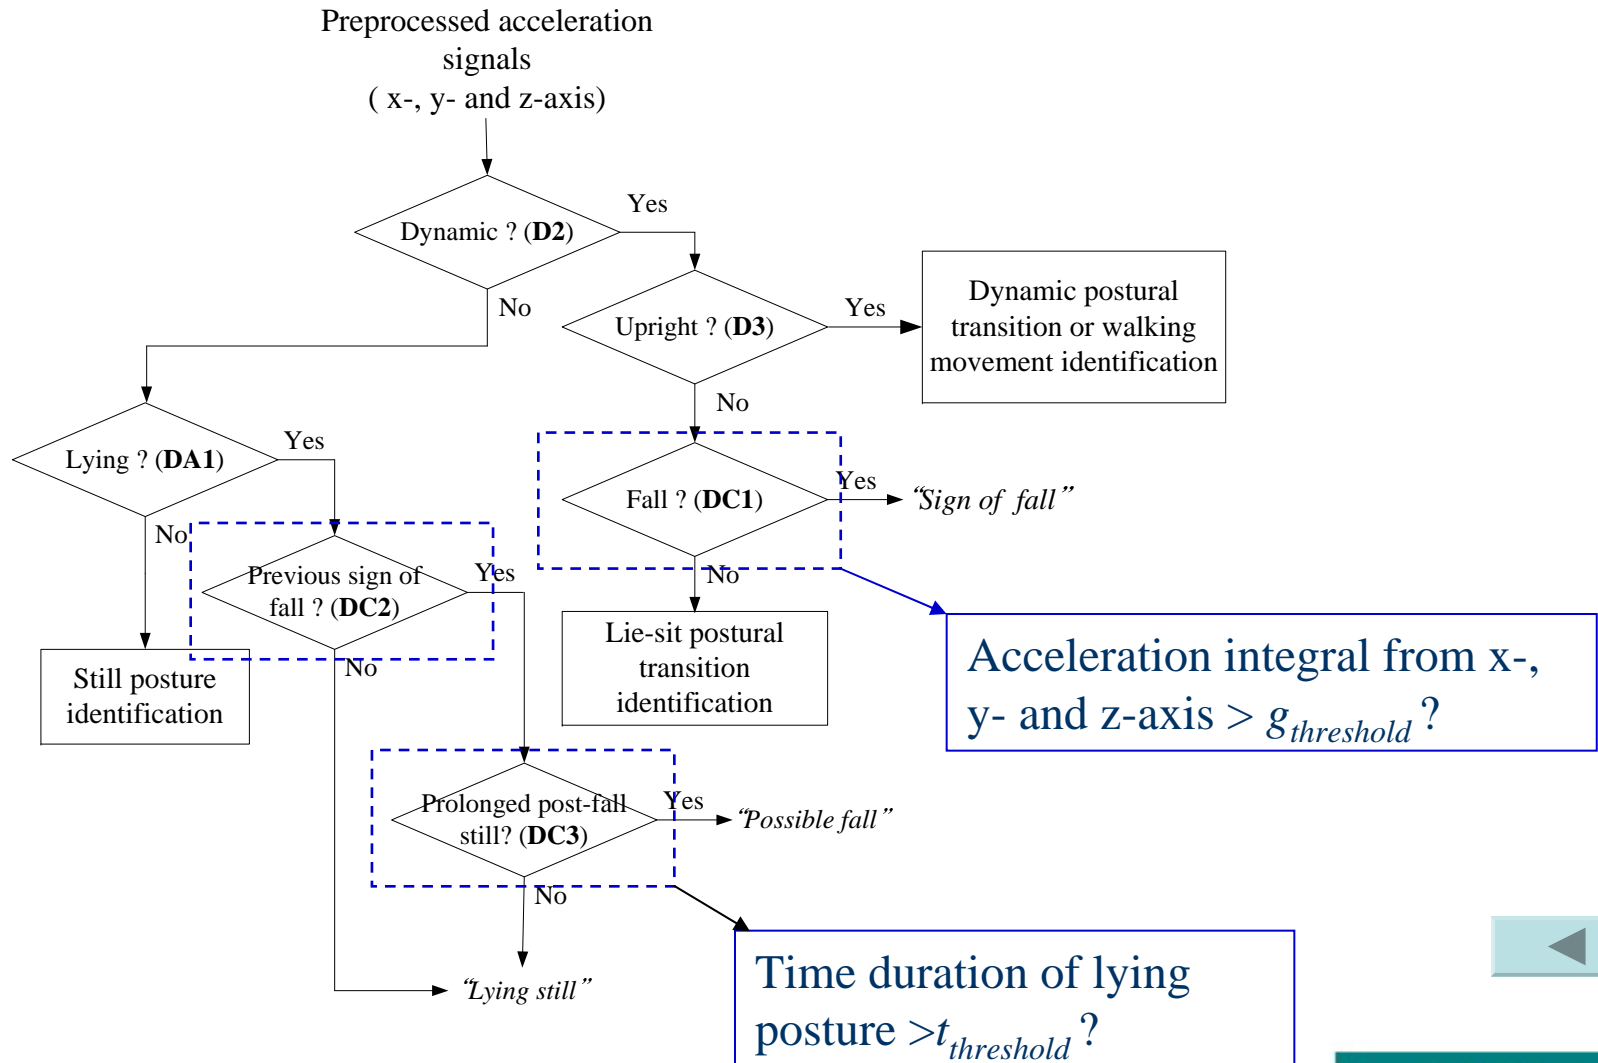 Preprocessed acceleration
signals
( x-, y- and z-axis)
Yes
Dynamic ? (D2)
No
Upright ? (D3)
Yes
Dynamic postural
transition or walking
movement identification
No
Lying ? (DA1)
Yes
Fall ? (DC1)
Yes
“Sign of fall”
No
Previous sign of
fall ? (DC2)
Yes
No
No
Still posture
identification
Lie-sit postural
transition
identification
Acceleration integral from x-,
y- and z-axis > gthreshold ?
Prolonged post-fall
still? (DC3)
Yes
“Possible fall”
No
“Lying still”
Time duration of lying
posture >tthreshold ?